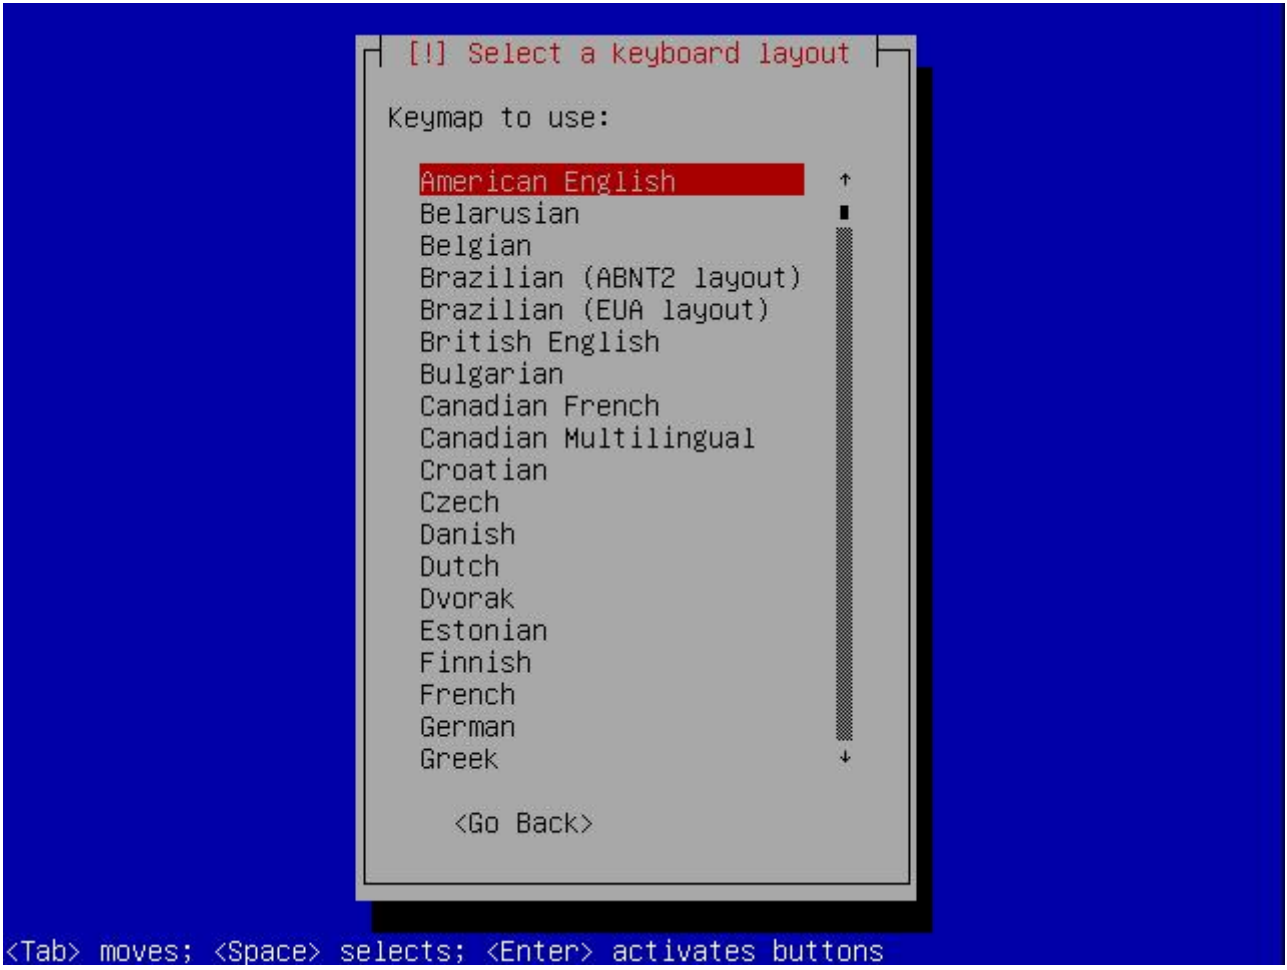 [!] Select a keyboard layout
Keymap to use:
American English
Belarusian
Belgian
Brazilian (ABNT2 layout)
Brazilian (EUA layout)
British English
Bulgarian
Canadian French
Canadian Multilingual
Croatian
Czech
Danish
Dutch
Dvorak
Estonian
Finnish
French
German
Greek
<Go Back>
<Tab> moves; <Space> selects; <Enter> activates buttons